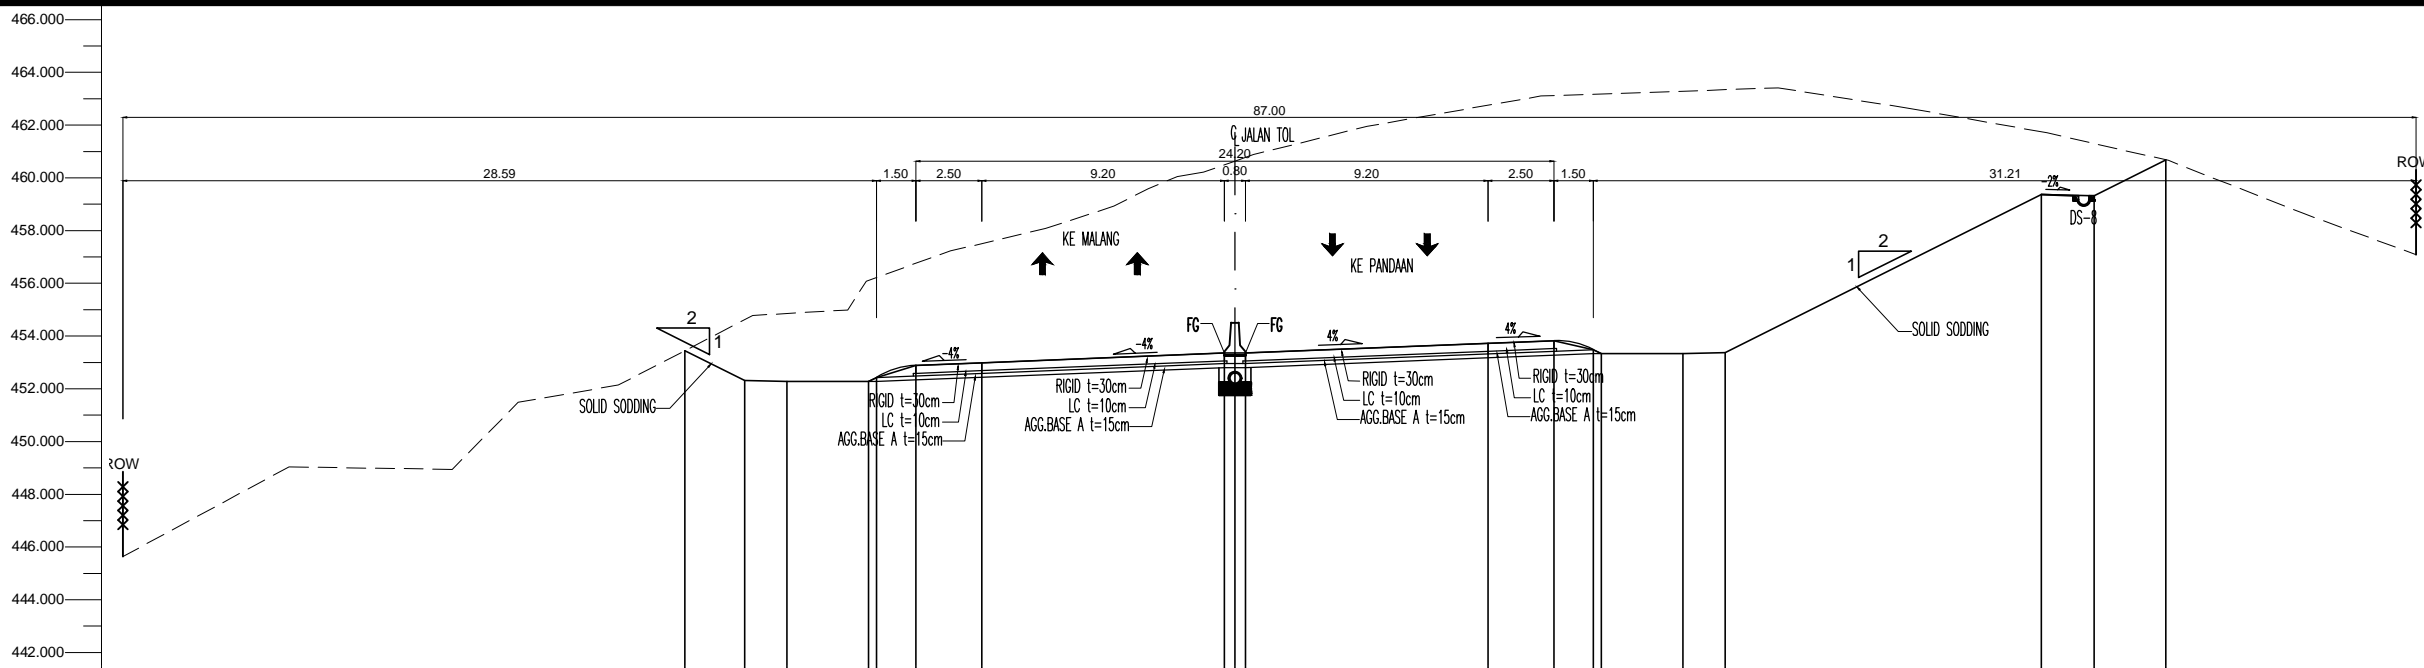 466.000
464.000
462.000
460.000
458.000
456.000
454.000
452.000
450.000
448.000
446.000
444.000
442.000
87.00
JALAN TOL
24.20
28.59
1.50
2.50
9.20
0.80
9.20
2.50
1.50
31.21
ROW
-2%
DS-8
KE MALANG
KE PANDAAN
2
1
2
1
SOLID SODDING
SOLID SODDING
FG
FG
-4%
-4%
4%
4%
RIGID t=30cm
LC t=10cm
AGG.BASE A t=15cm
RIGID t=30cm
LC t=10cm
AGG.BASE A t=15cm
RIGID t=30cm
LC t=10cm
AGG.BASE A t=15cm
RIGID t=30cm
LC t=10cm
AGG.BASE A t=15cm
ROW